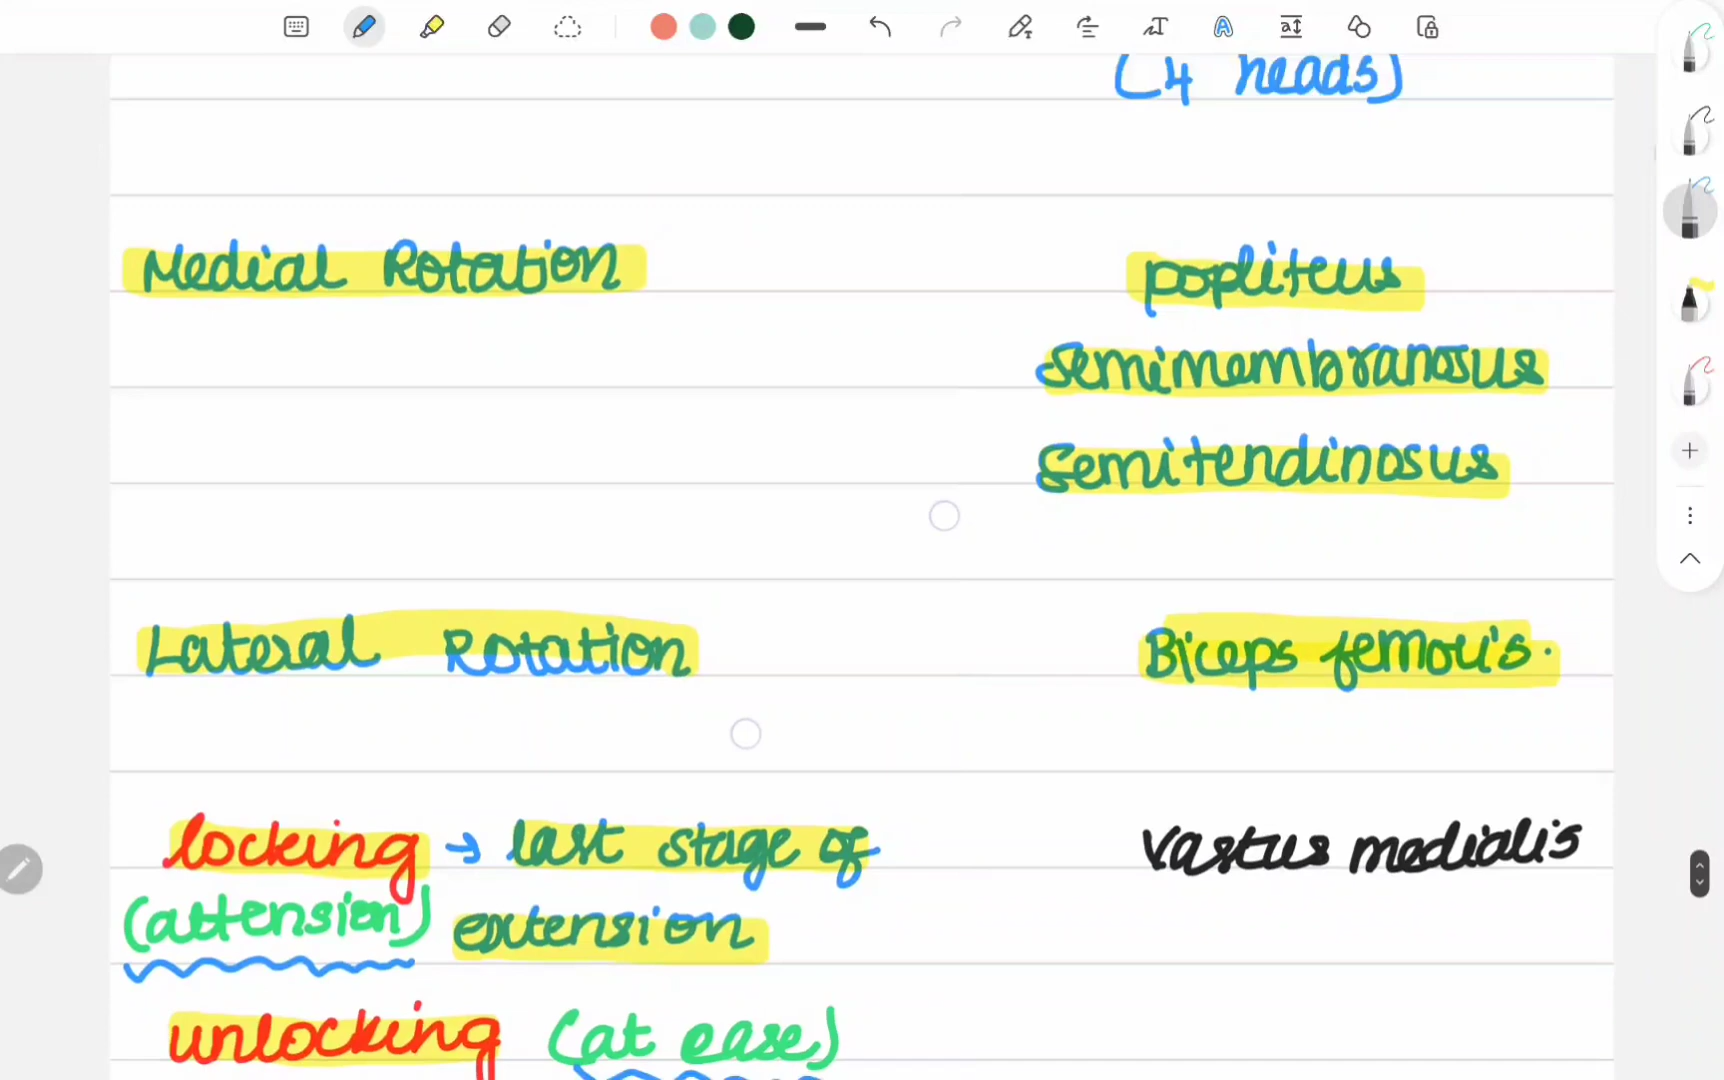 (4 heads)
Medial Rotation popliteus
semimembranosus
semitendinosus
Lateral Rotation Biceps femoris.
locking → last stage of vastus medialis
(attension) extension
unlocking (at ease)